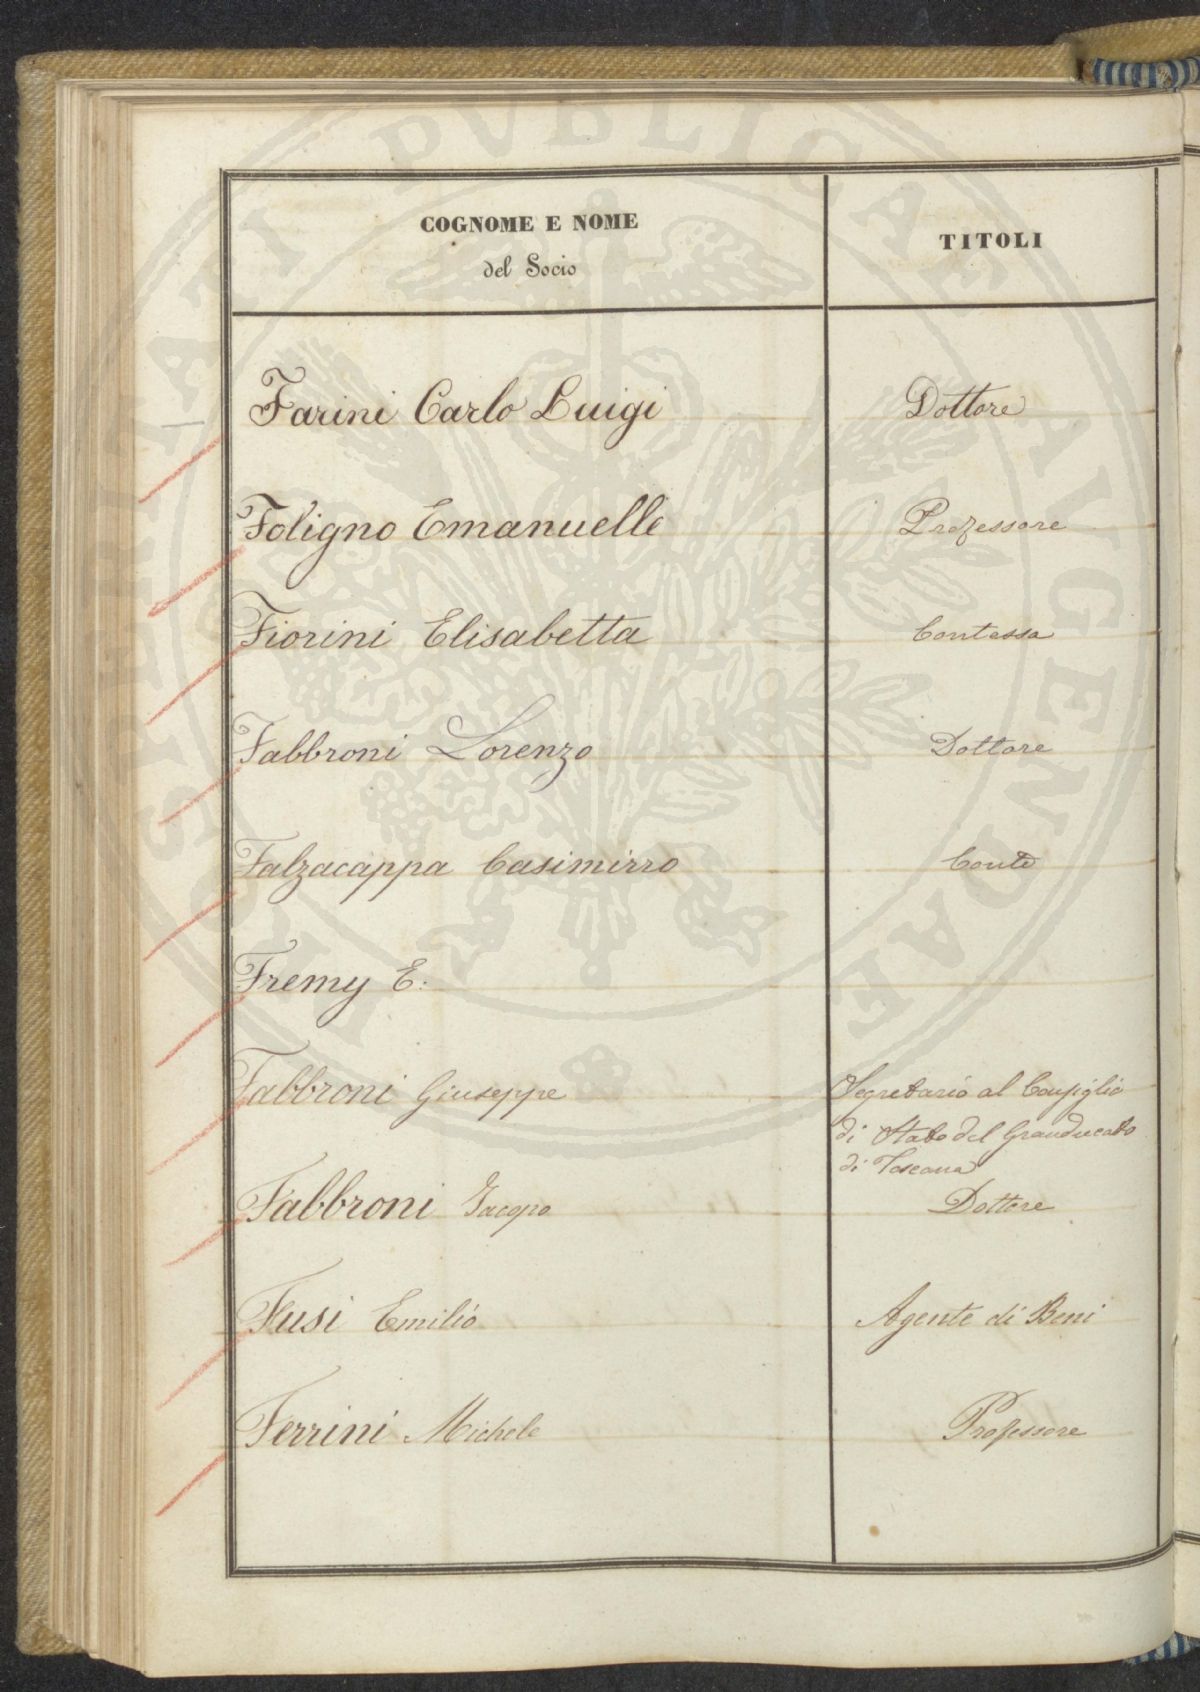 COGNOME E NOME
del Socio
TITOLI
Farini Carlo Luigi Dottore
Foligno Emanuelle Professore
Fiorini Elisabetta Contessa
Fabbroni Lorenzo Dottore
Falzacappa Casimirro Conte
Fremy E.
Fabbroni Giuseppe Segretario al Consiglio
di Stato del Granducato
di Toscana
Fabbroni Jacopo Dottore
Fusi Emilio Agente di Beni
Ferrini Michele Professore